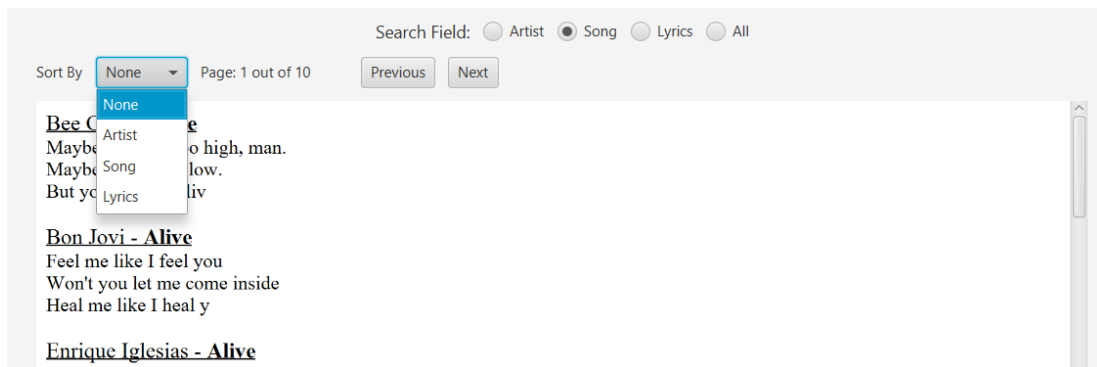 Search Field: Artist Song Lyrics All
Sort By None Page: 1 out of 10 Previous Next
None
Artist
Song
Lyrics
Bee
Maybe high, man.
Maybe low.
But
Bon Jovi - Alive
Feel me like I feel you
Won't you let me come inside
Heal me like I heal y
Enrique Iglesias - Alive